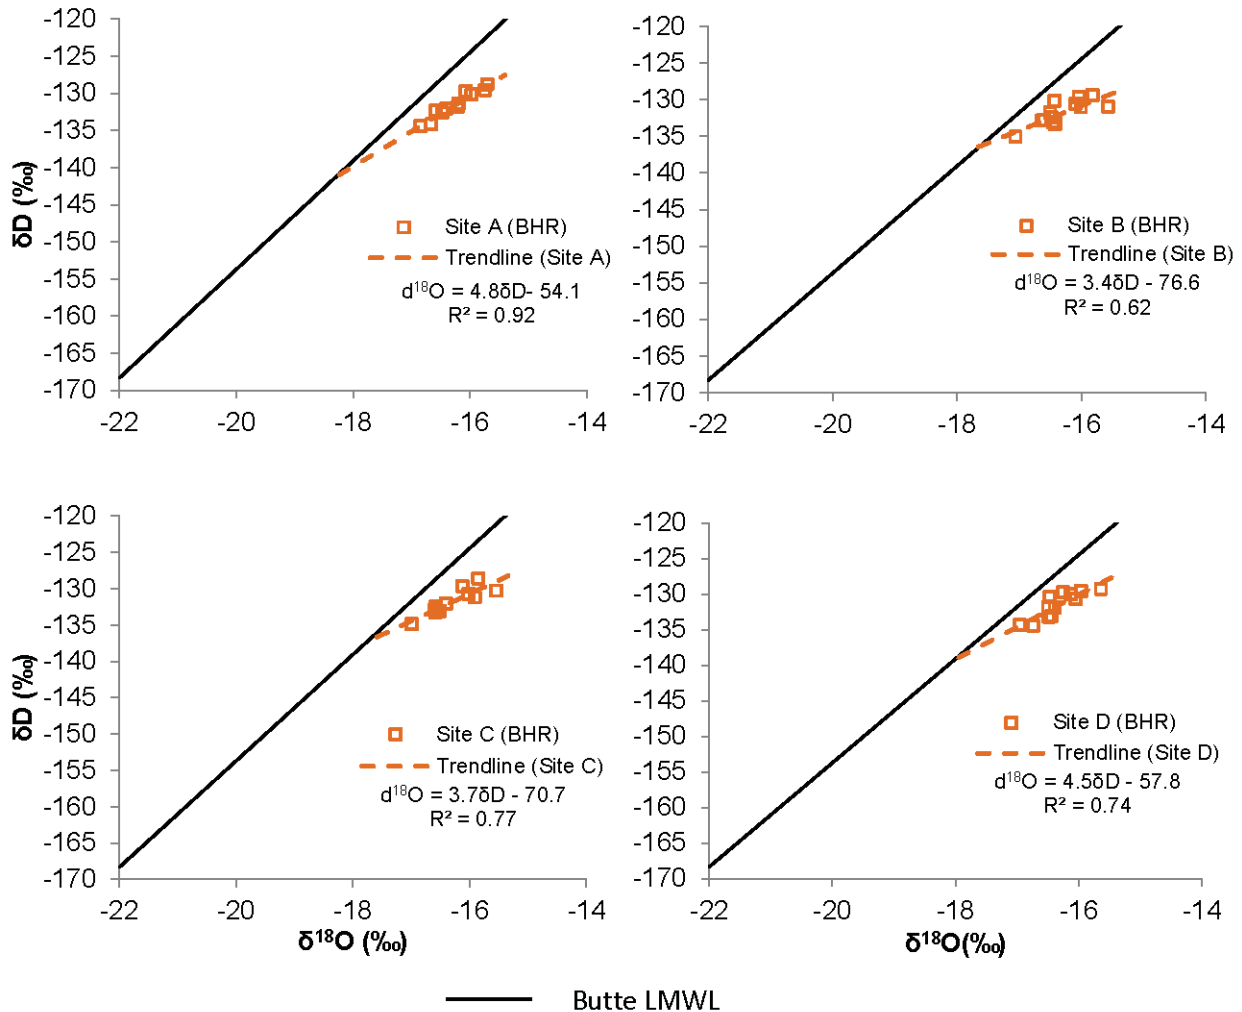 -120
-125
-130
-135
-140
-145
-150
-155
-160
-165
-170
-22 -20 -18 -16 -14
δD (‰)
Site A (BHR)
Trendline (Site A)
d¹⁸O = 4.8δD- 54.1
R² = 0.92
-120
-125
-130
-135
-140
-145
-150
-155
-160
-165
-170
-22 -20 -18 -16 -14
Site B (BHR)
Trendline (Site B)
d¹⁸O = 3.4δD - 76.6
R² = 0.62
-120
-125
-130
-135
-140
-145
-150
-155
-160
-165
-170
-22 -20 -18 -16 -14
δD (‰)
δ¹⁸O (‰)
Site C (BHR)
Trendline (Site C)
d¹⁸O = 3.7δD - 70.7
R² = 0.77
-120
-125
-130
-135
-140
-145
-150
-155
-160
-165
-170
-22 -20 -18 -16 -14
δ¹⁸O(‰)
Site D (BHR)
Trendline (Site D)
d¹⁸O = 4.5δD - 57.8
R² = 0.74
Butte LMWL